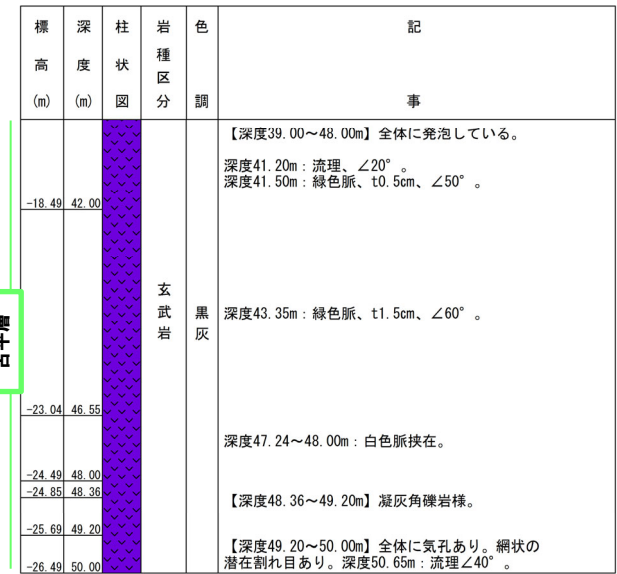 標高(m)
深度(m)
柱状図
岩種区分
色調
記事
【深度39.00～48.00m】全体に発泡している。
深度41.20m：流理、∠20°。
深度41.50m：緑色脈、t0.5cm、∠50°。
-18.49 42.00
玄武岩
黒灰
深度43.35m：緑色脈、t1.5cm、∠60°。
-23.04 46.55
深度47.24～48.00m：白色脈挟在。
-24.49 48.00
-24.85 48.36
【深度48.36～49.20m】凝灰角礫岩様。
-25.69 49.20
【深度49.20～50.00m】全体に気孔あり。網状の
潜在割れ目あり。深度50.65m：流理∠40°。
-26.49 50.00